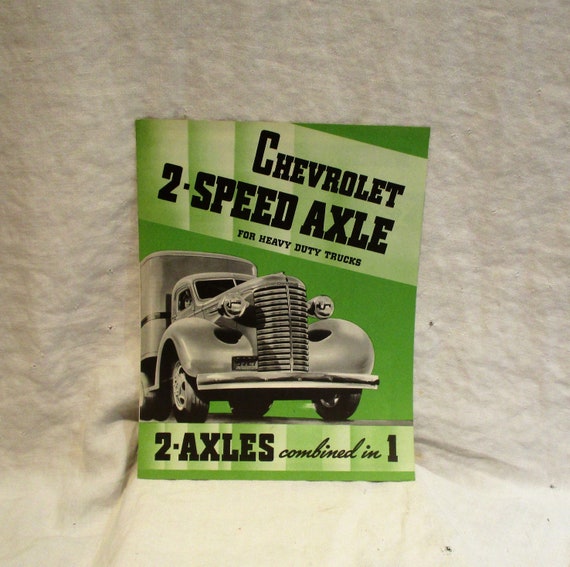 CHEVROLET
2-SPEED AXLE
FOR HEAVY DUTY TRUCKS
2-AXLES combined in 1